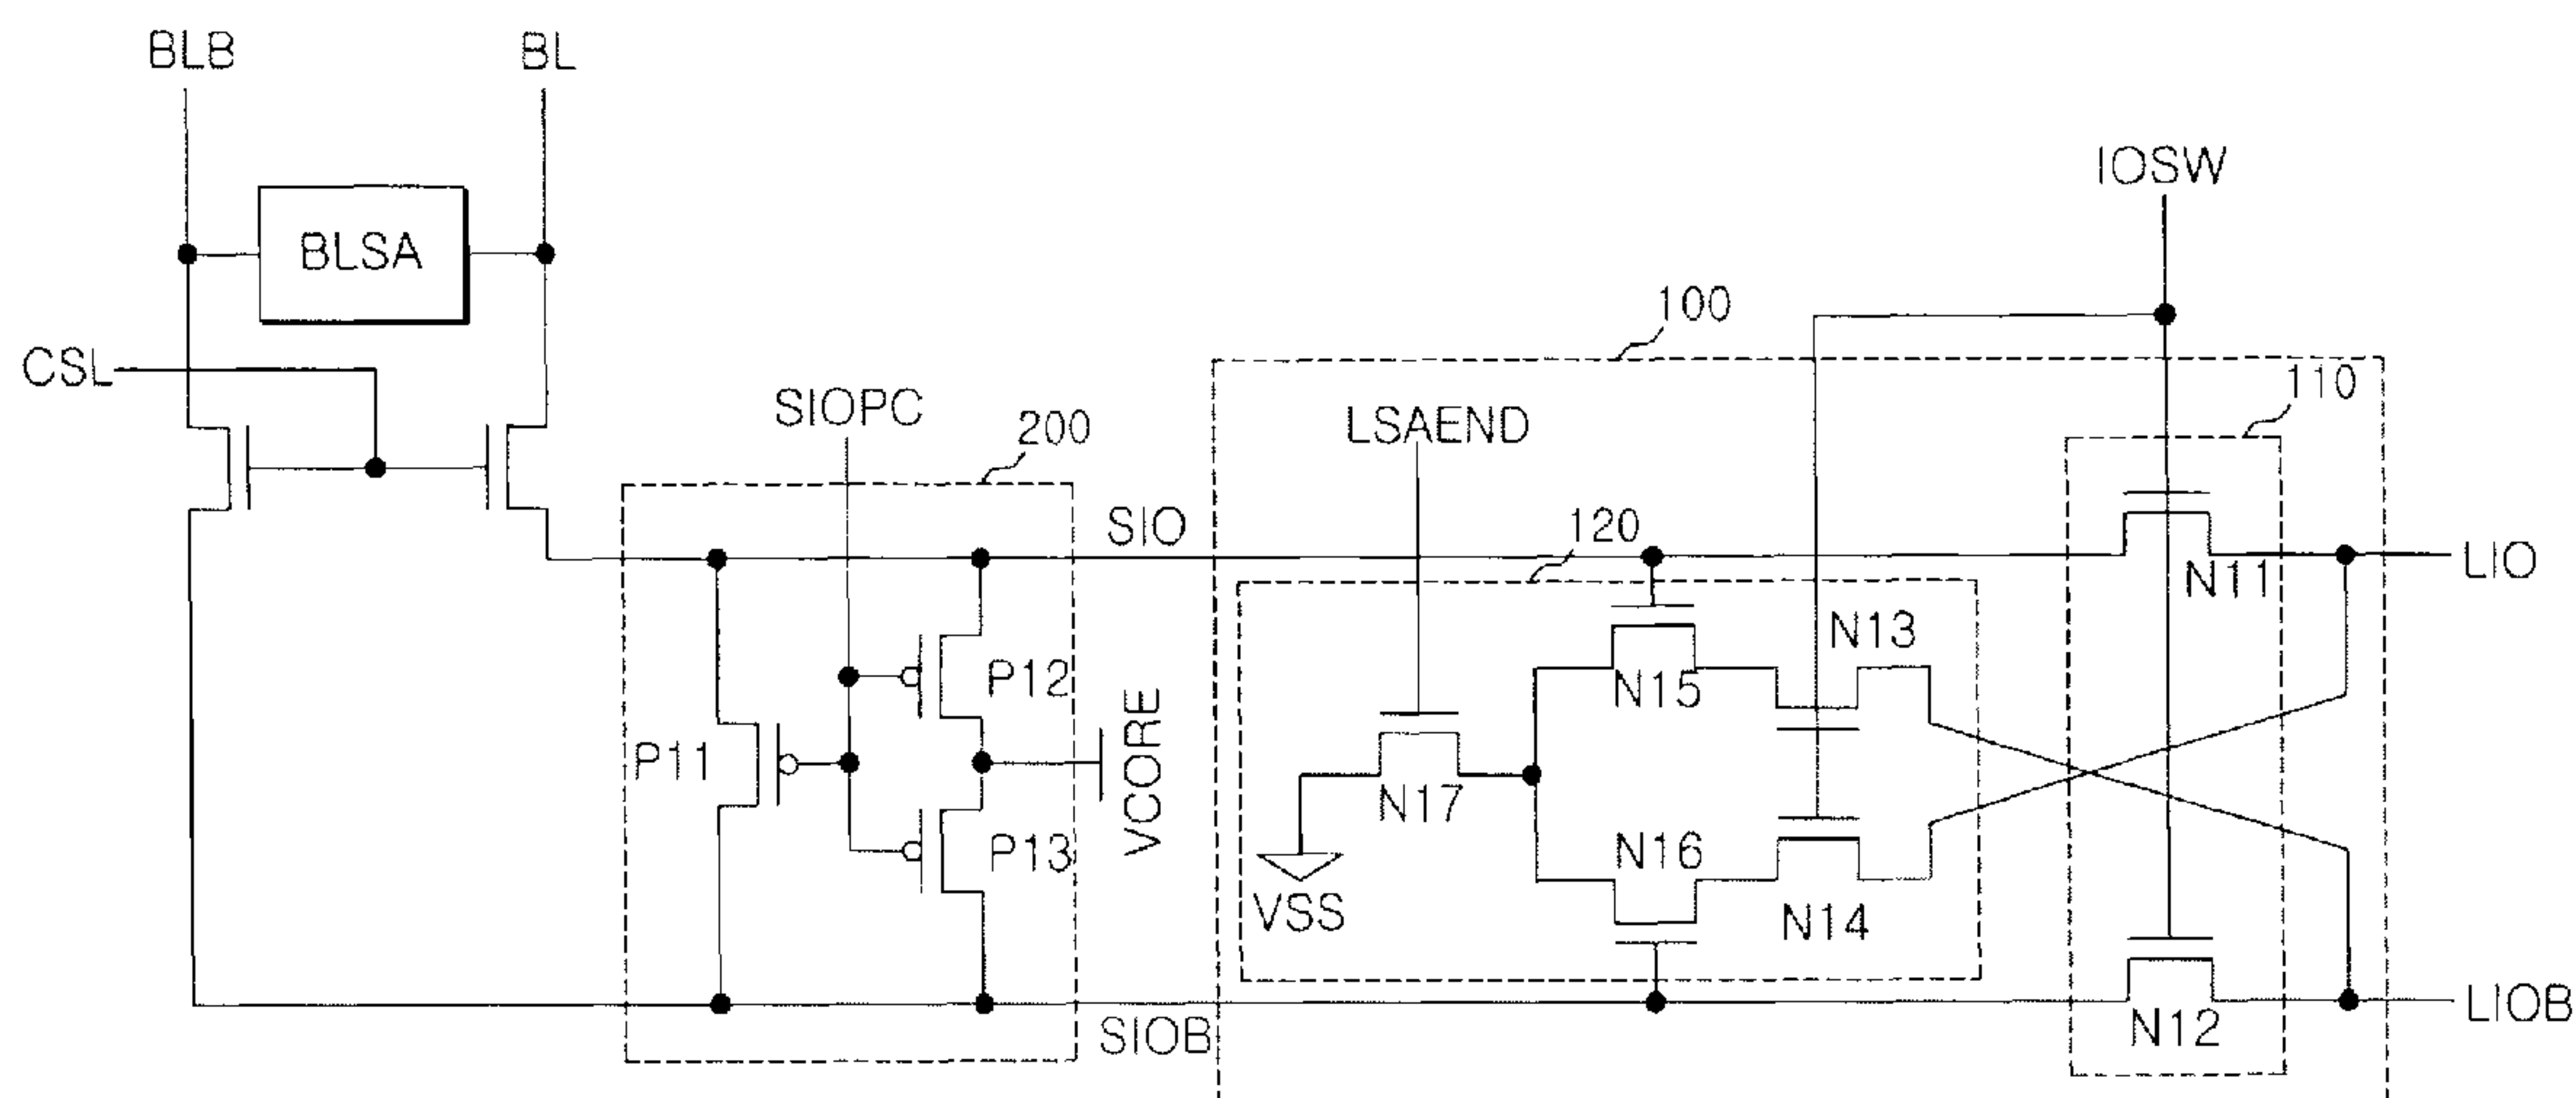 BLB
BL
IOSW
BLSA
100
CSL
110
SIOPC
200
LSAEND
SIO
120
LIO
N11
N13
P12
N15
VCORE
P11
N17
P13
N16
VSS
N14
LIOB
SIOB
N12